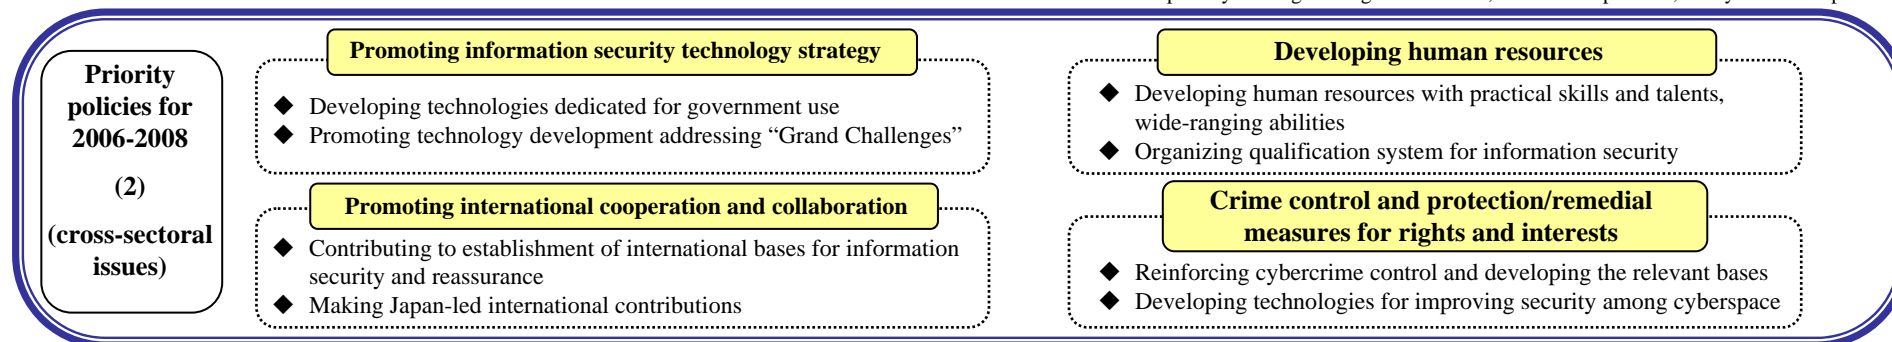 Priority
policies for
2006-2008
(2)
(cross-sectoral
issues)
Promoting information security technology strategy
◆ Developing technologies dedicated for government use
◆ Promoting technology development addressing “Grand Challenges”
Developing human resources
◆ Developing human resources with practical skills and talents,
wide-ranging abilities
◆ Organizing qualification system for information security
Promoting international cooperation and collaboration
◆ Contributing to establishment of international bases for information
security and reassurance
◆ Making Japan-led international contributions
Crime control and protection/remedial
measures for rights and interests
◆ Reinforcing cybercrime control and developing the relevant bases
◆ Developing technologies for improving security among cyberspace